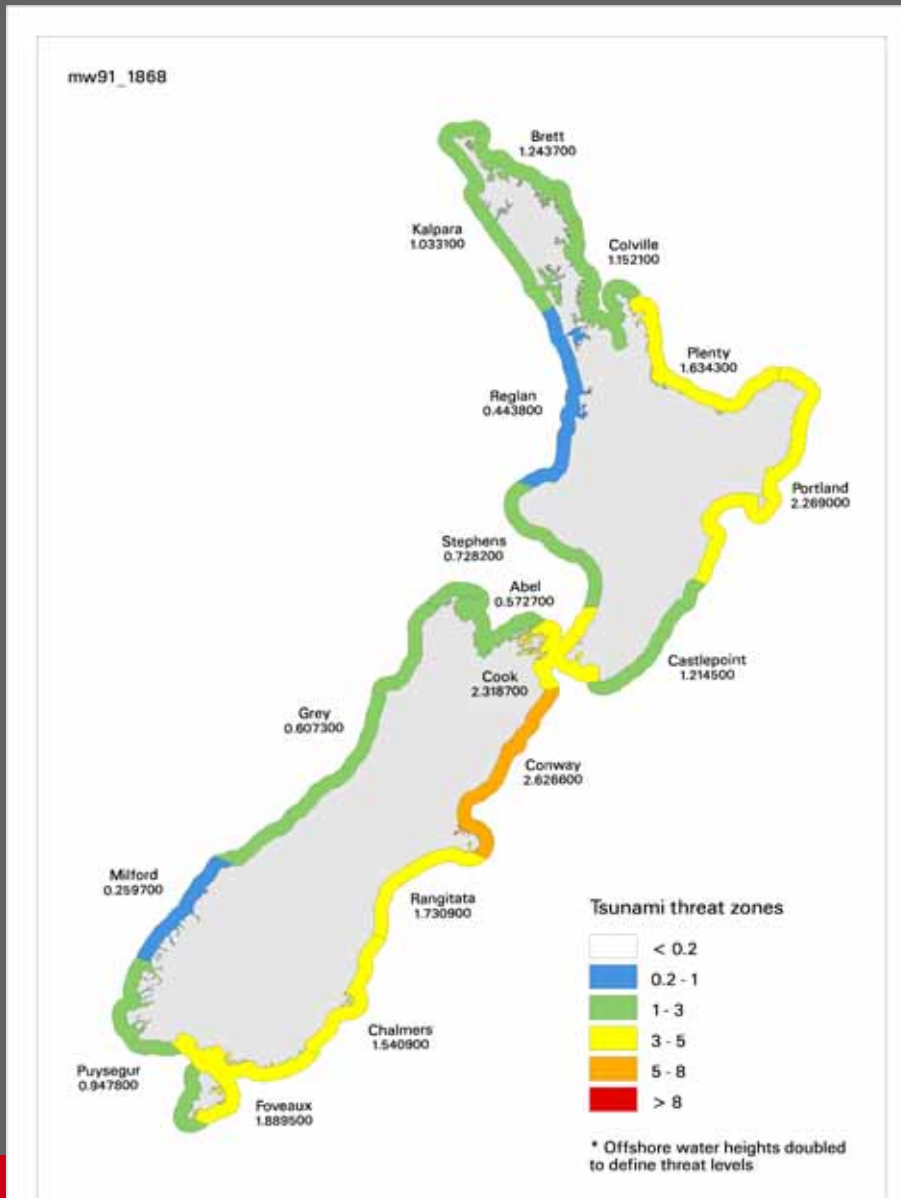 mw91_1868
Brett
1.243700
Kalpara
1.033100
Colville
1.152100
Plenty
1.634300
Reglan
0.443800
Portland
2.269000
Stephens
0.728200
Abel
0.572700
Castlepoint
1.214500
Cook
2.318700
Grey
0.607300
Conway
2.626600
Milford
0.259700
Rangitata
1.730900
Chalmers
1.540900
Puysegur
0.947800
Foveaux
1.889500
Tsunami threat zones
< 0.2
0.2 - 1
1 - 3
3 - 5
5 - 8
> 8
* Offshore water heights doubled
to define threat levels